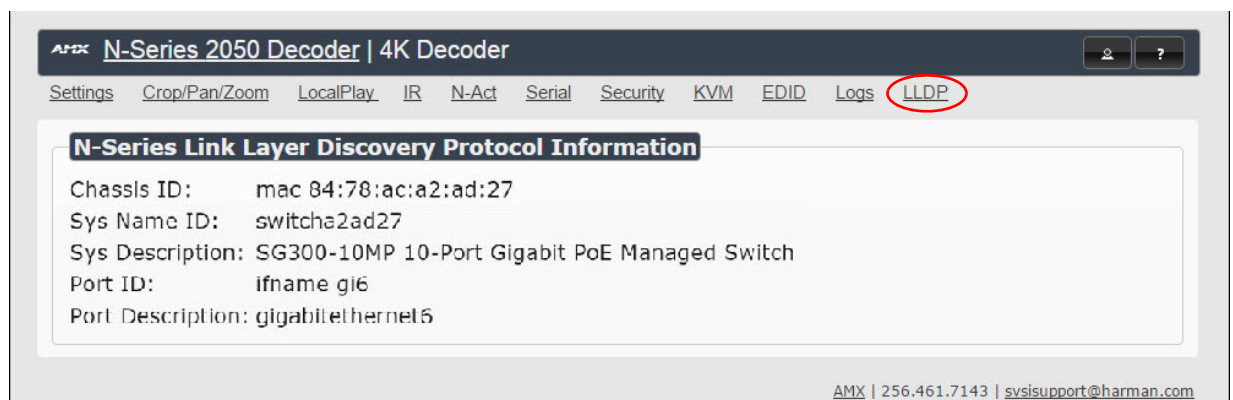 AMX N-Series 2050 Decoder | 4K Decoder ?
Settings Crop/Pan/Zoom LocalPlay IR N-Act Serial Security KVM EDID Logs LLDP
N-Series Link Layer Discovery Protocol Information
Chassis ID: mac 84:78:ac:a2:ad:27
Sys Name ID: switcha2ad27
Sys Description: SG300-10MP 10-Port Gigabit PoE Managed Switch
Port ID: ifname gi6
Port Description: gigabitethernet6
AMX | 256.461.7143 | svsisupport@harman.com